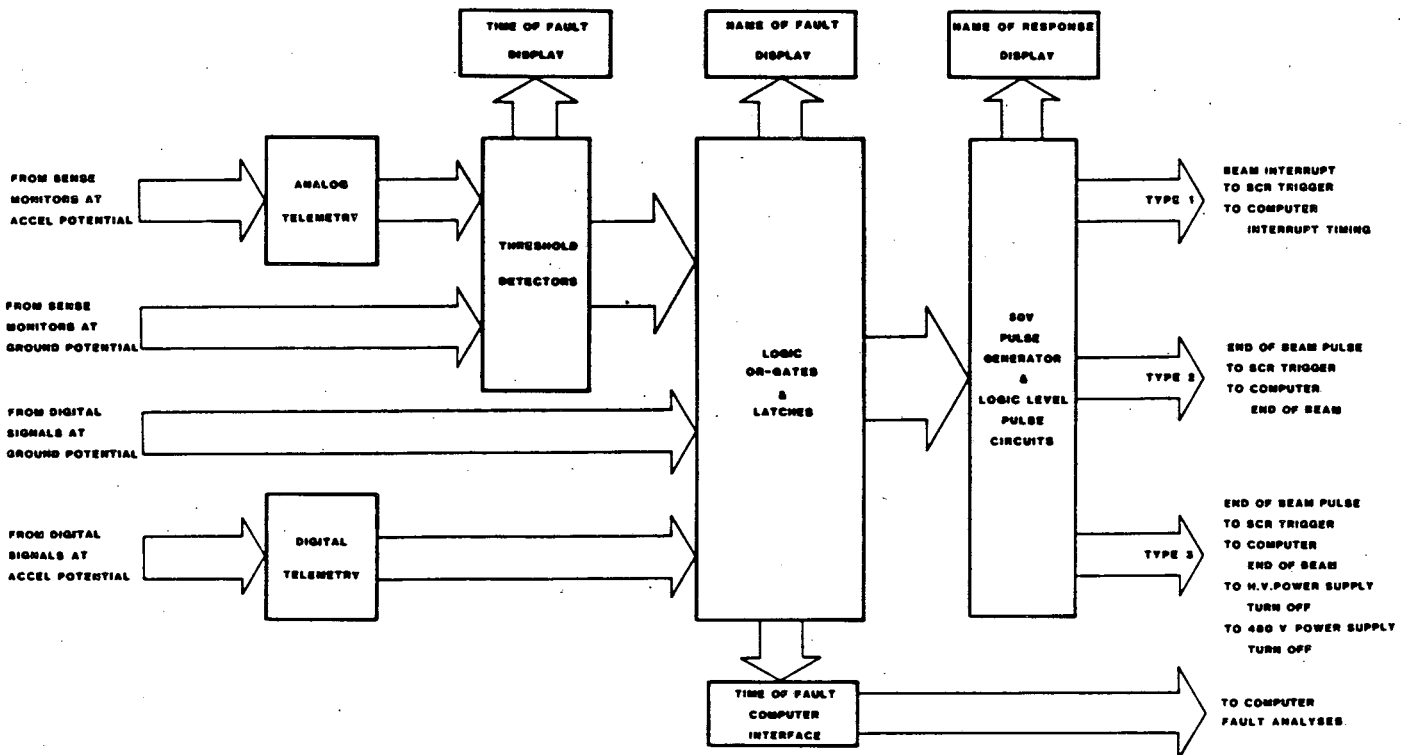 TIME OF FAULT
DISPLAY
NAME OF FAULT
DISPLAY
NAME OF RESPONSE
DISPLAY
FROM SENSE
MONITORS AT
ACCEL POTENTIAL
ANALOG
TELEMETRY
FROM SENSE
MONITORS AT
GROUND POTENTIAL
THRESHOLD
DETECTORS
FROM DIGITAL
SIGNALS AT
GROUND POTENTIAL
FROM DIGITAL
SIGNALS AT
ACCEL POTENTIAL
DIGITAL
TELEMETRY
LOGIC
OR-GATES
&
LATCHES
50V
PULSE
GENERATOR
&
LOGIC LEVEL
PULSE
CIRCUITS
TYPE 1
BEAM INTERRUPT
TO SCR TRIGGER
TO COMPUTER
INTERRUPT TIMING
TYPE 2
END OF BEAM PULSE
TO SCR TRIGGER
TO COMPUTER
END OF BEAM
TYPE 3
END OF BEAM PULSE
TO SCR TRIGGER
TO COMPUTER
END OF BEAM
TO H.V. POWER SUPPLY
TURN OFF
TO 480 V POWER SUPPLY
TURN OFF
TIME OF FAULT
COMPUTER
INTERFACE
TO COMPUTER
FAULT ANALYSES